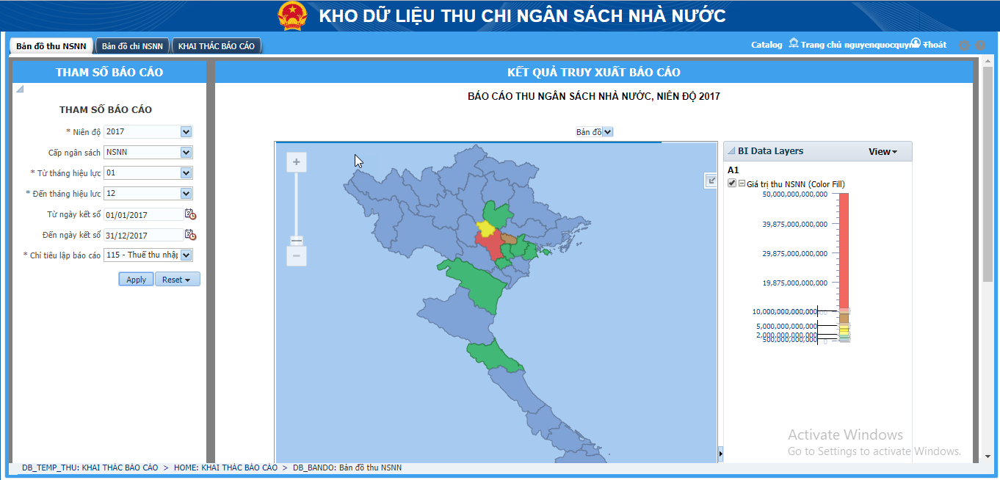 KHO DỮ LIỆU THU CHI NGÂN SÁCH NHÀ NƯỚC
Bản đồ thu NSNN Bản đồ chi NSNN KHAI THÁC BÁO CÁO
Catalog Trang chủ nguyenquocquynh Thoát
THAM SỐ BÁO CÁO
THAM SỐ BÁO CÁO
* Niên độ 2017
Cấp ngân sách NSNN
* Từ tháng hiệu lực 01
* Đến tháng hiệu lực 12
Từ ngày kết số 01/01/2017
Đến ngày kết số 31/12/2017
* Chỉ tiêu lập báo cáo 115 - Thuế thu nhập
Apply Reset
KẾT QUẢ TRUY XUẤT BÁO CÁO
BÁO CÁO THU NGÂN SÁCH NHÀ NƯỚC, NIÊN ĐỘ 2017
Bản đồ
BI Data Layers View
A1
Giá trị thu NSNN (Color Fill)
50,000,000,000,000
39,875,000,000,000
29,875,000,000,000
19,875,000,000,000
10,000,000,000,000
5,000,000,000,000
2,000,000,000,000
500,000,000,000
0
Activate Windows
Go to Settings to activate Windows.
DB_TEMP_THU: KHAI THÁC BÁO CÁO > HOME: KHAI THÁC BÁO CÁO > DB_BANDO: Bản đồ thu NSNN